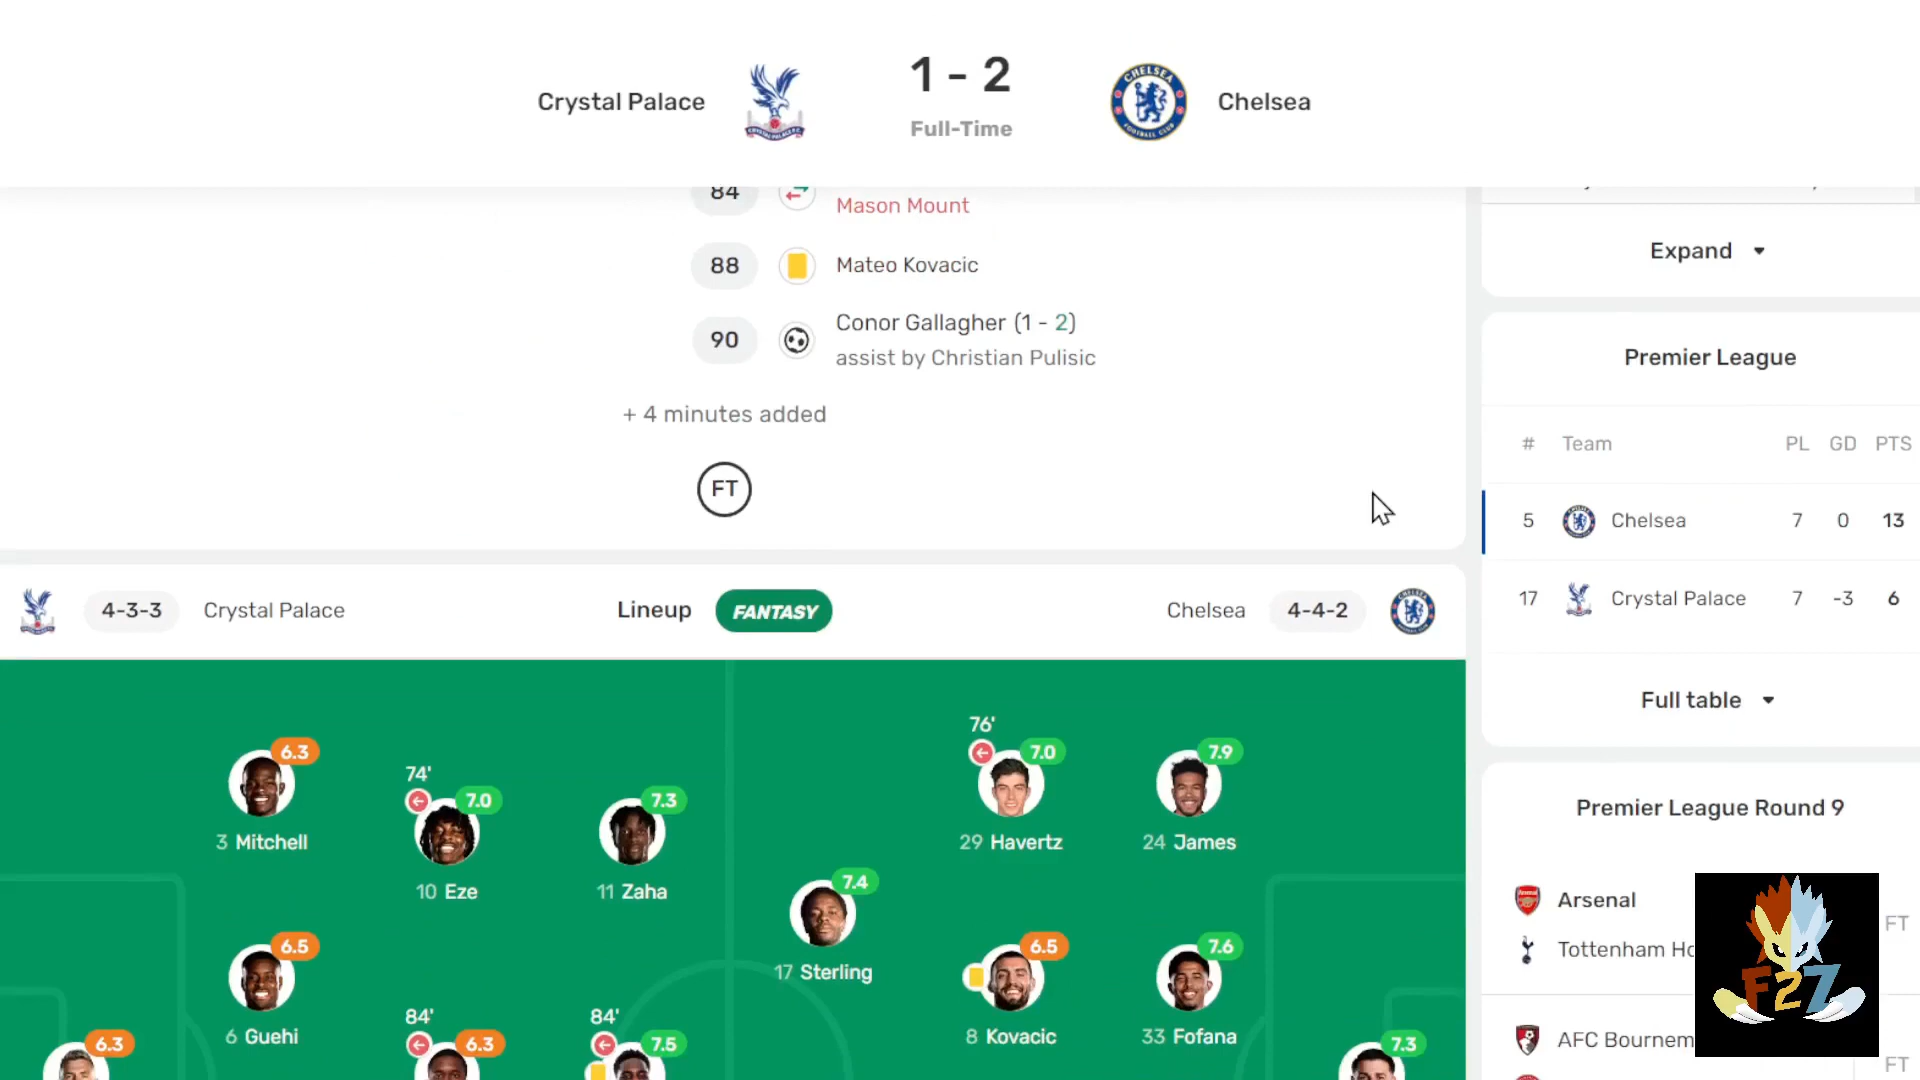 Crystal Palace
1 - 2
Full-Time
Chelsea
84
Mason Mount
88
Mateo Kovacic
90
Conor Gallagher (1 - 2)
assist by Christian Pulisic
+ 4 minutes added
FT
4-3-3
Crystal Palace
Lineup
FANTASY
Chelsea
4-4-2
6.3
3 Mitchell
74'
7.0
10 Eze
7.3
11 Zaha
76'
7.0
29 Havertz
7.9
24 James
7.4
17 Sterling
6.5
6 Guehi
6.5
8 Kovacic
7.6
33 Fofana
6.3
84'
6.3
84'
7.5
7.3
Expand
Premier League
# Team PL GD PTS
5 Chelsea 7 0 13
17 Crystal Palace 7 -3 6
Full table
Premier League Round 9
Arsenal
FT
Tottenham Ho
AFC Bournem
FT
F2Z
CHELSEA
FOOTBALL CLUB